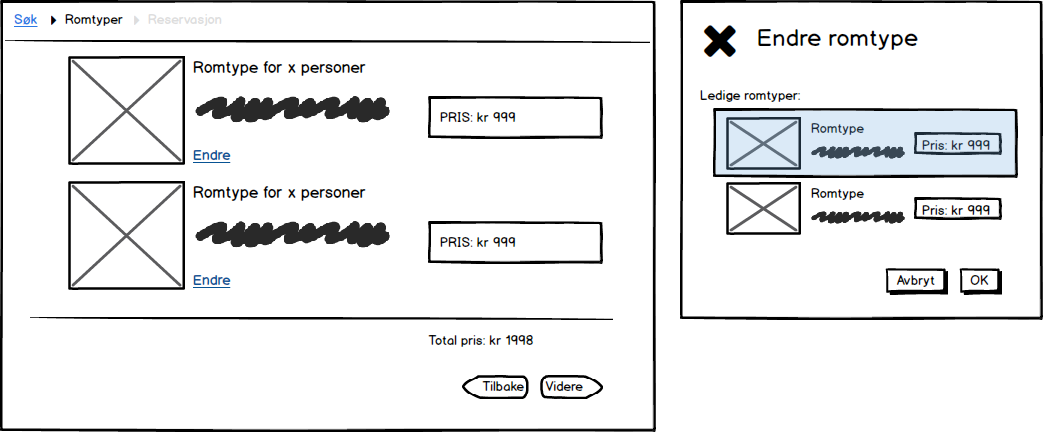 Søk Romtyper Reservasjon
Romtype for x personer
PRIS: kr 999
Endre
Romtype for x personer
PRIS: kr 999
Endre
Total pris: kr 1998
Tilbake Videre
Endre romtype
Ledige romtyper:
Romtype
Pris: kr 999
Romtype
Pris: kr 999
Avbryt OK